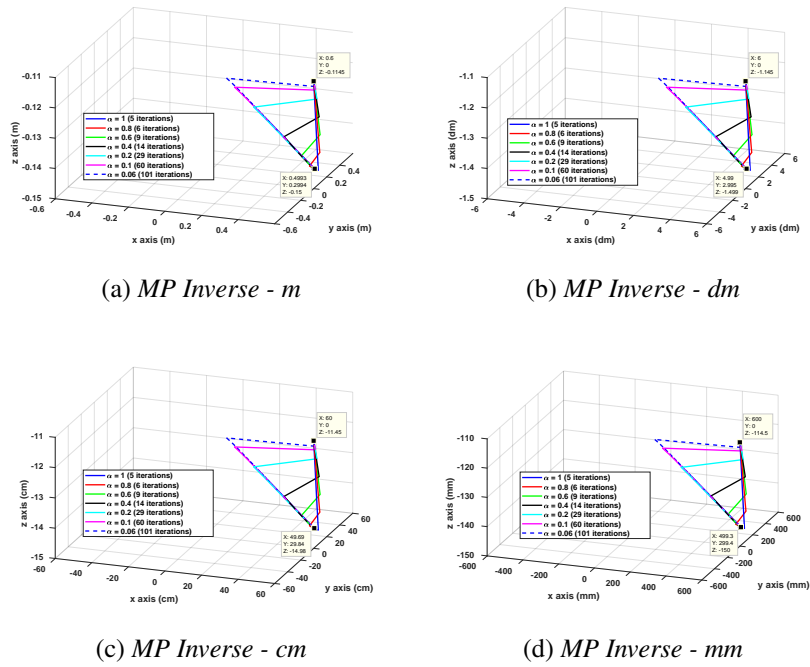 X: 0.6
Y: 0
Z: -0.1145
-0.11
-0.12
-0.13
-0.14
-0.15
z axis (m)
α = 1 (5 iterations)
α = 0.8 (6 iterations)
α = 0.6 (9 iterations)
α = 0.4 (14 iterations)
α = 0.2 (29 iterations)
α = 0.1 (60 iterations)
α = 0.06 (101 iterations)
X: 0.4993
Y: 0.2994
Z: -0.15
-0.6 -0.4 -0.2 0 0.2 0.4 0.6
x axis (m)
-0.4 -0.2 0 0.2 0.4
y axis (m)
(a) MP Inverse - m
X: 6
Y: 0
Z: -1.145
-1.1
-1.2
-1.3
-1.4
-1.5
z axis (dm)
α = 1 (5 iterations)
α = 0.8 (6 iterations)
α = 0.6 (9 iterations)
α = 0.4 (14 iterations)
α = 0.2 (29 iterations)
α = 0.1 (60 iterations)
α = 0.06 (101 iterations)
X: 4.99
Y: 2.995
Z: -1.499
-6 -4 -2 0 2 4 6
x axis (dm)
-4 -2 0 2 4 6
y axis (dm)
(b) MP Inverse - dm
X: 60
Y: 0
Z: -11.45
-11
-12
-13
-14
-15
z axis (cm)
α = 1 (5 iterations)
α = 0.8 (6 iterations)
α = 0.6 (9 iterations)
α = 0.4 (14 iterations)
α = 0.2 (29 iterations)
α = 0.1 (60 iterations)
α = 0.06 (101 iterations)
X: 49.69
Y: 29.84
Z: -14.98
-60 -40 -20 0 20 40 60
x axis (cm)
-40 -20 0 20 40 60
y axis (cm)
(c) MP Inverse - cm
X: 600
Y: 0
Z: -114.5
-110
-120
-130
-140
-150
z axis (mm)
α = 1 (5 iterations)
α = 0.8 (6 iterations)
α = 0.6 (9 iterations)
α = 0.4 (14 iterations)
α = 0.2 (29 iterations)
α = 0.1 (60 iterations)
α = 0.06 (101 iterations)
X: 499.3
Y: 299.4
Z: -150
-600 -400 -200 0 200 400 600
x axis (mm)
-400 -200 0 200 400 600
y axis (mm)
(d) MP Inverse - mm